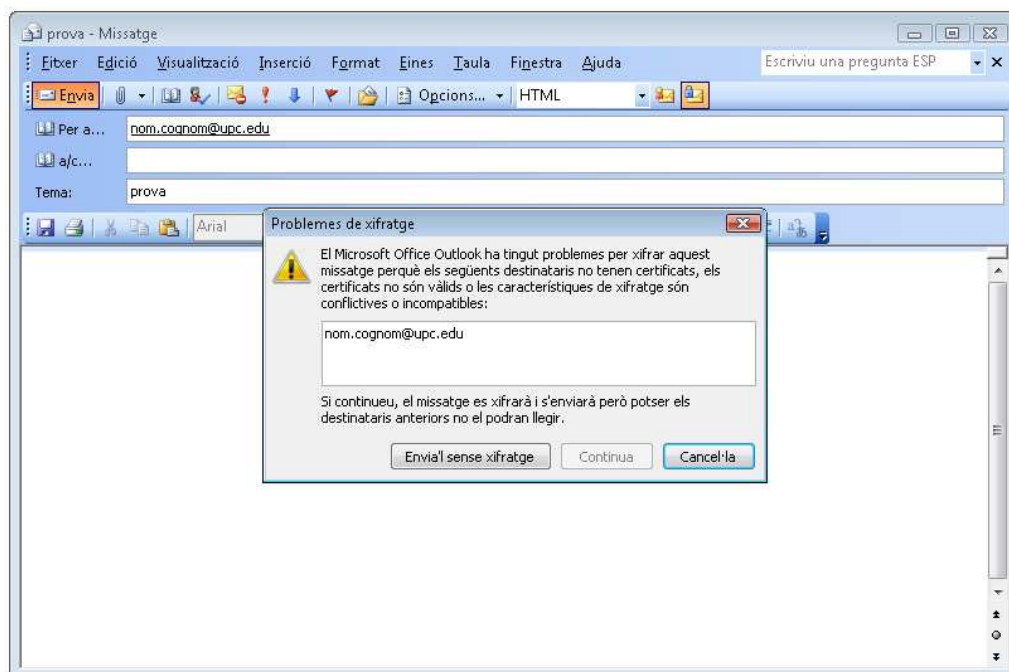 prova - Missatge
Fitxer Edició Visualització Inserció Format Eines Taula Finestra Ajuda Escriviu una pregunta ESP
Envia Opcions... HTML
Per a... nom.cognom@upc.edu
a/c...
Tema: prova
Arial
Problemes de xifratge
El Microsoft Office Outlook ha tingut problemes per xifrar aquest
missatge perquè els següents destinataris no tenen certificats, els
certificats no són vàlids o les característiques de xifratge són
conflictives o incompatibles:
nom.cognom@upc.edu
Si continueu, el missatge es xifrarà i s'enviarà però potser els
destinataris anteriors no el podran llegir.
Envia'l sense xifratge Continua Cancel·la